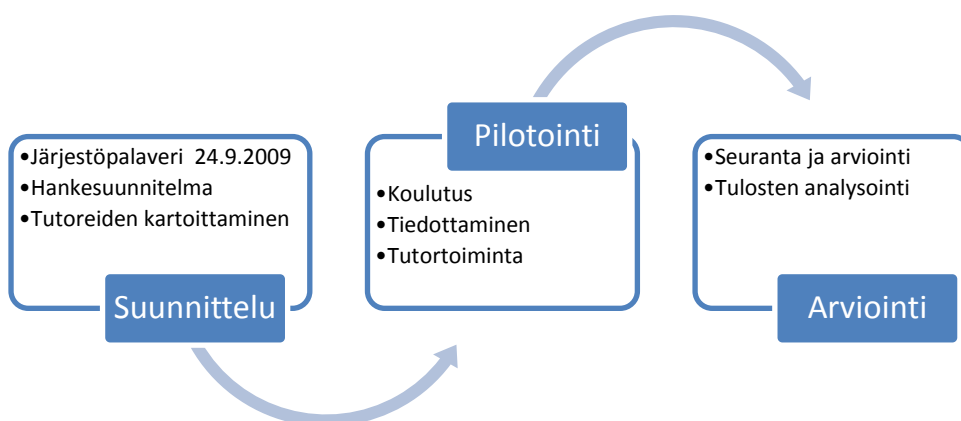 •Järjestöpalaveri 24.9.2009
•Hankesuunnitelma
•Tutoreiden kartoittaminen
Suunnittelu
Pilotointi
•Koulutus
•Tiedottaminen
•Tutortoiminta
•Seuranta ja arviointi
•Tulosten analysointi
Arviointi